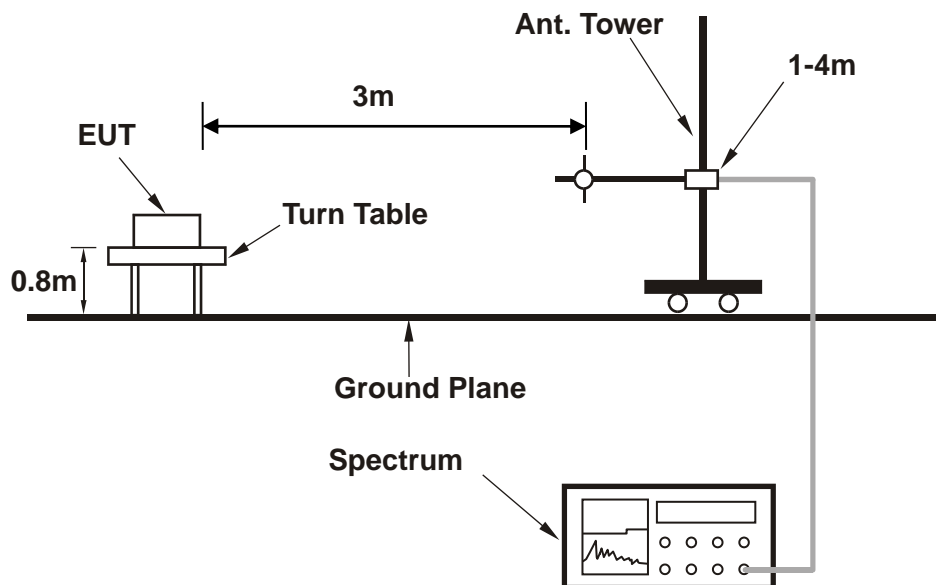 Ant. Tower
1-4m
3m
EUT
Turn Table
0.8m
Ground Plane
Spectrum